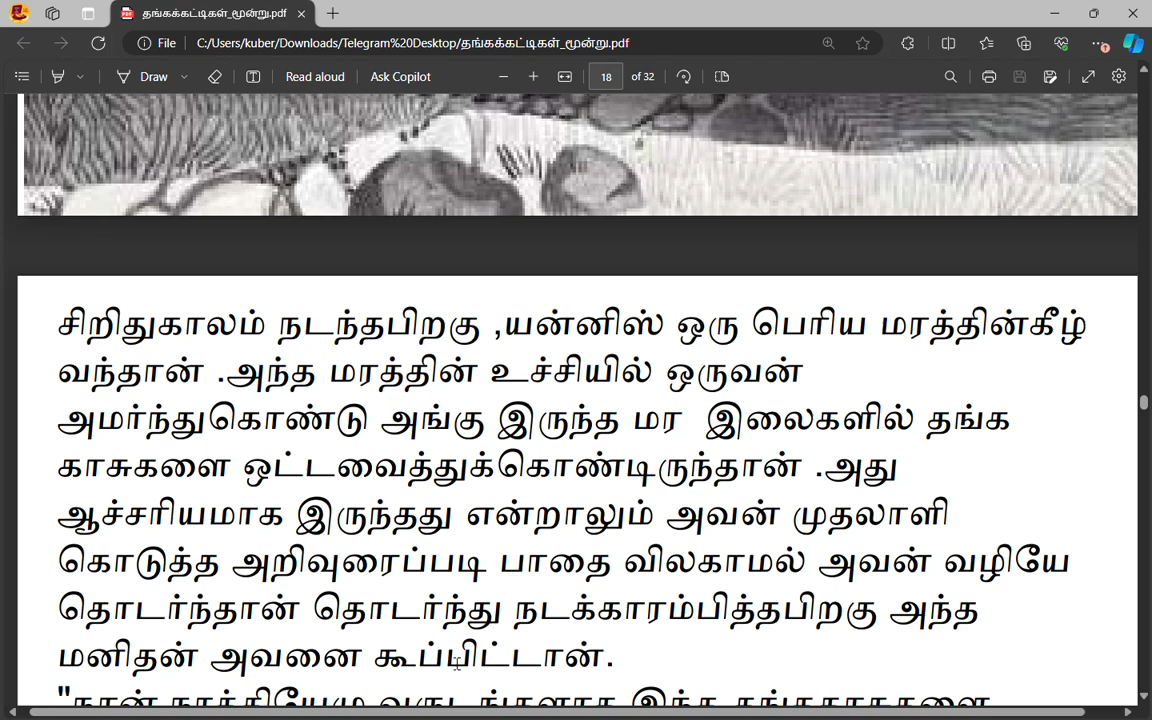 தங்கக்கட்டிகள்_மூன்று.pdf
File C:/Users/kuber/Downloads/Telegram%20Desktop/தங்கக்கட்டிகள்_மூன்று.pdf
Draw Read aloud Ask Copilot 18 of 32
சிறிதுகாலம் நடந்தபிறகு ,யன்னிஸ் ஒரு பெரிய மரத்தின்கீழ்
வந்தான் .அந்த மரத்தின் உச்சியில் ஒருவன்
அமர்ந்துகொண்டு அங்கு இருந்த மர இலைகளில் தங்க
காசுகளை ஒட்டவைத்துக்கொண்டிருந்தான் .அது
ஆச்சரியமாக இருந்தது என்றாலும் அவன் முதலாளி
கொடுத்த அறிவுரைப்படி பாதை விலகாமல் அவன் வழியே
தொடர்ந்தான் தொடர்ந்து நடக்காரம்பித்தபிறகு அந்த
மனிதன் அவனை கூப்பிட்டான்.
"நான் இந்த